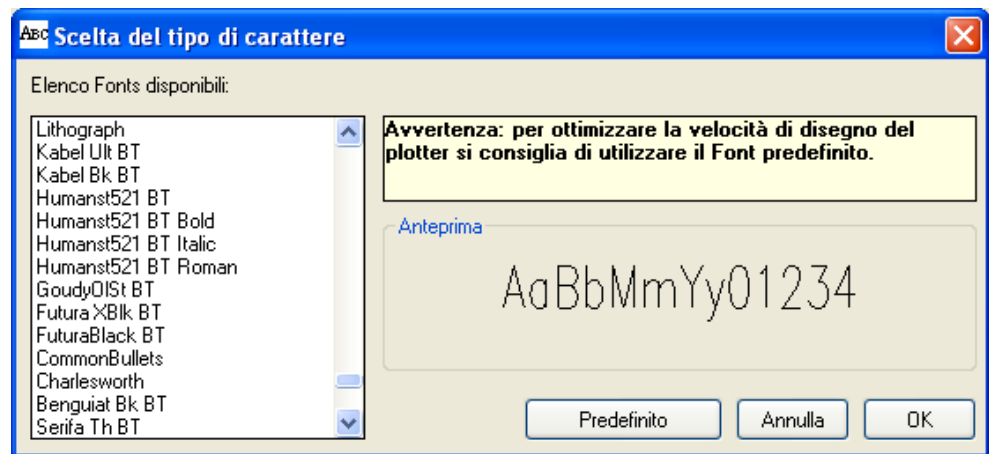 ABC Scelta del tipo di carattere
Elenco Fonts disponibili:
Lithograph
Kabel Ult BT
Kabel Bk BT
Humanst521 BT
Humanst521 BT Bold
Humanst521 BT Italic
Humanst521 BT Roman
GoudyOlSt BT
Futura XBlk BT
FuturaBlack BT
CommonBullets
Charlesworth
Benguiat Bk BT
Serifa Th BT
Avvertenza: per ottimizzare la velocità di disegno del
plotter si consiglia di utilizzare il Font predefinito.
Anteprima
AaBbMmYy01234
Predefinito
Annulla
OK